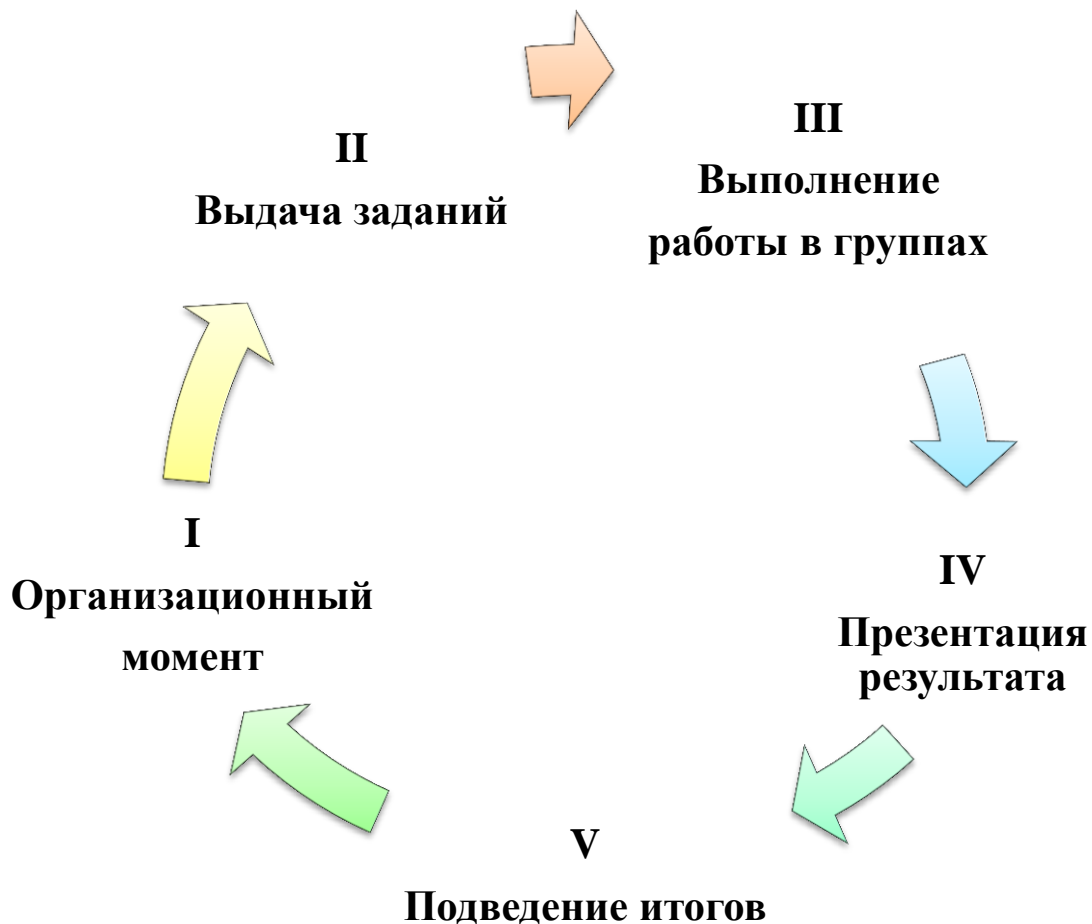 I
Организационный
момент
II
Выдача заданий
III
Выполнение
работы в группах
IV
Презентация
результата
V
Подведение итогов